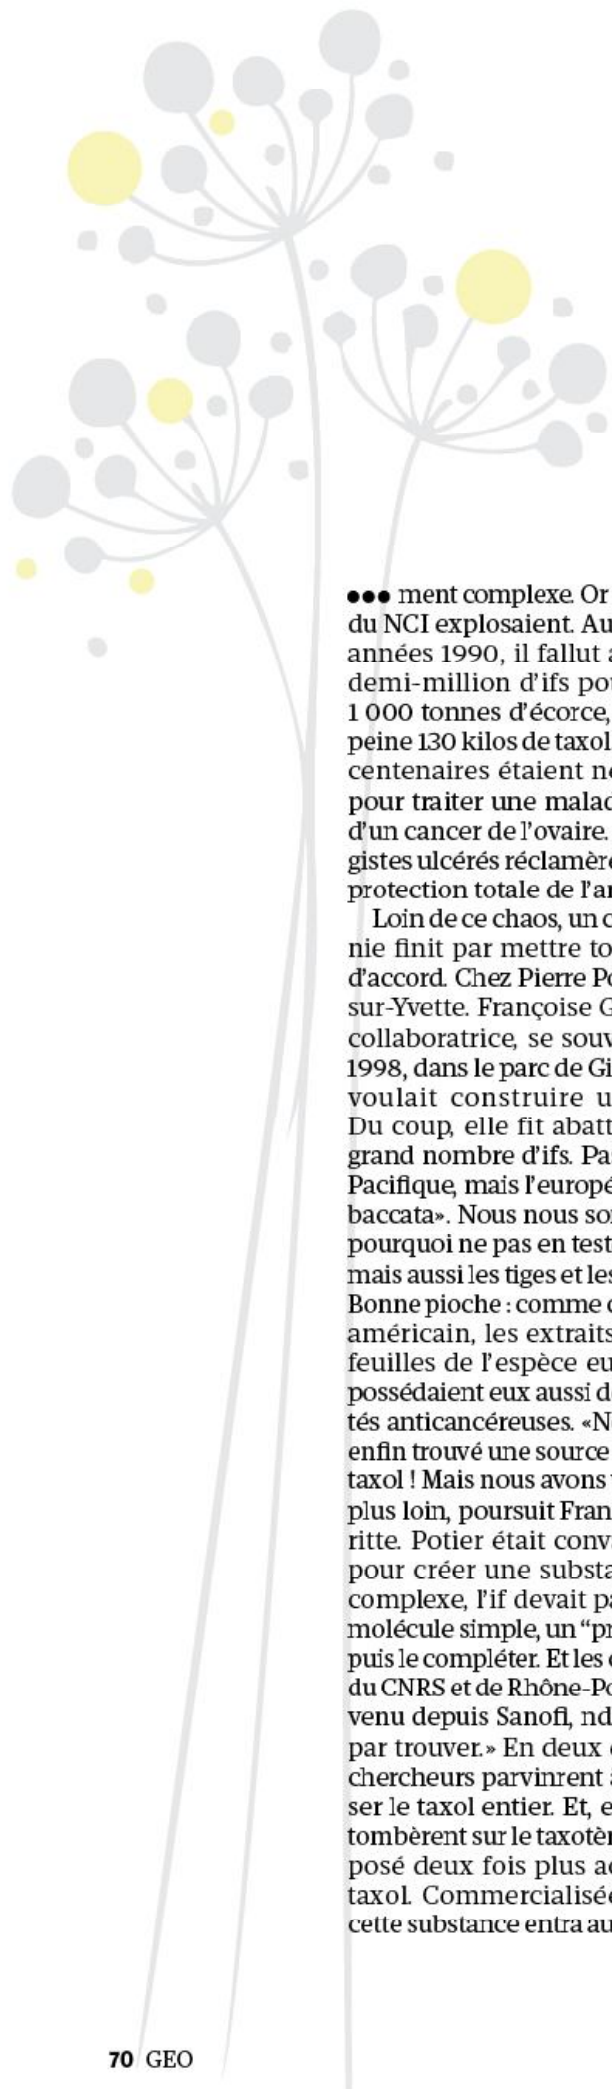 ●●● ment complexe. Or
du NCI explosaient. Au
années 1990, il fallut a
demi-million d'ifs pou
1 000 tonnes d'écorce,
peine 130 kilos de taxol
centenaires étaient né
pour traiter une malad
d'un cancer de l'ovaire.
gistes ulcérés réclamère
protection totale de l'ar
Loin de ce chaos, un c
nie finit par mettre to
d'accord. Chez Pierre Po
sur-Yvette. Françoise G
collaboratrice, se souv
1998, dans le parc de Gi
voulait construire u
Du coup, elle fit abatt
grand nombre d'ifs. Pa
Pacifique, mais l'europé
baccata». Nous nous so
pourquoi ne pas en test
mais aussi les tiges et les
Bonne pioche : comme c
américain, les extraits
feuilles de l'espèce eu
possédaient eux aussi de
tés anticancéreuses. «N
enfin trouvé une source
taxol ! Mais nous avons v
plus loin, poursuit Fran
ritte. Potier était conv
pour créer une substa
complexe, l'if devait pa
molécule simple, un “pr
puis le compléter. Et les
du CNRS et de Rhône-Po
venu depuis Sanofi, nd
par trouver.» En deux
chercheurs parvinrent à
ser le taxol entier. Et, e
tombèrent sur le taxotèr
posé deux fois plus ac
taxol. Commercialisée
cette substance entra au
70 GEO